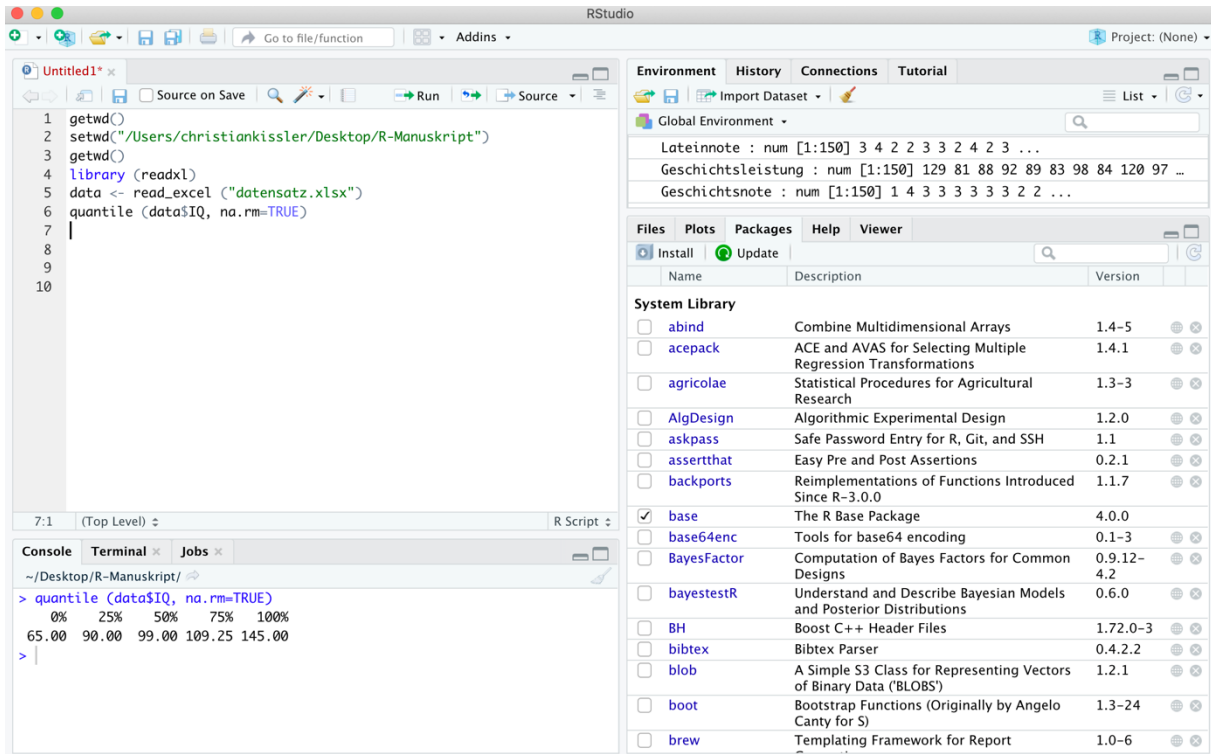 RStudio
Go to file/function
Addins
Project: (None)
Untitled1*
Source on Save
Run
Source
1 getwd()
2 setwd("/Users/christiankissler/Desktop/R-Manuskript")
3 getwd()
4 library (readxl)
5 data <- read_excel ("datensatz.xlsx")
6 quantile (data$IQ, na.rm=TRUE)
7
8
9
10
7:1 (Top Level) R Script
Console Terminal Jobs
~/Desktop/R-Manuskript/
> quantile (data$IQ, na.rm=TRUE)
0% 25% 50% 75% 100%
65.00 90.00 99.00 109.25 145.00
>
Environment History Connections Tutorial
Import Dataset List
Global Environment
Lateinnote : num [1:150] 3 4 2 2 3 3 2 4 2 3 ...
Geschichtsleistung : num [1:150] 129 81 88 92 89 83 98 84 120 97 …
Geschichtsnote : num [1:150] 1 4 3 3 3 3 3 3 2 2 ...
Files Plots Packages Help Viewer
Install Update
Name Description Version
System Library
abind Combine Multidimensional Arrays 1.4-5
acepack ACE and AVAS for Selecting Multiple 1.4.1
Regression Transformations
agricolae Statistical Procedures for Agricultural 1.3-3
Research
AlgDesign Algorithmic Experimental Design 1.2.0
askpass Safe Password Entry for R, Git, and SSH 1.1
assertthat Easy Pre and Post Assertions 0.2.1
backports Reimplementations of Functions Introduced 1.1.7
Since R-3.0.0
base The R Base Package 4.0.0
base64enc Tools for base64 encoding 0.1-3
BayesFactor Computation of Bayes Factors for Common 0.9.12-
Designs 4.2
bayestestR Understand and Describe Bayesian Models 0.6.0
and Posterior Distributions
BH Boost C++ Header Files 1.72.0-3
bibtex Bibtex Parser 0.4.2.2
blob A Simple S3 Class for Representing Vectors 1.2.1
of Binary Data ('BLOBS')
boot Bootstrap Functions (Originally by Angelo 1.3-24
Canty for S)
brew Templating Framework for Report 1.0-6